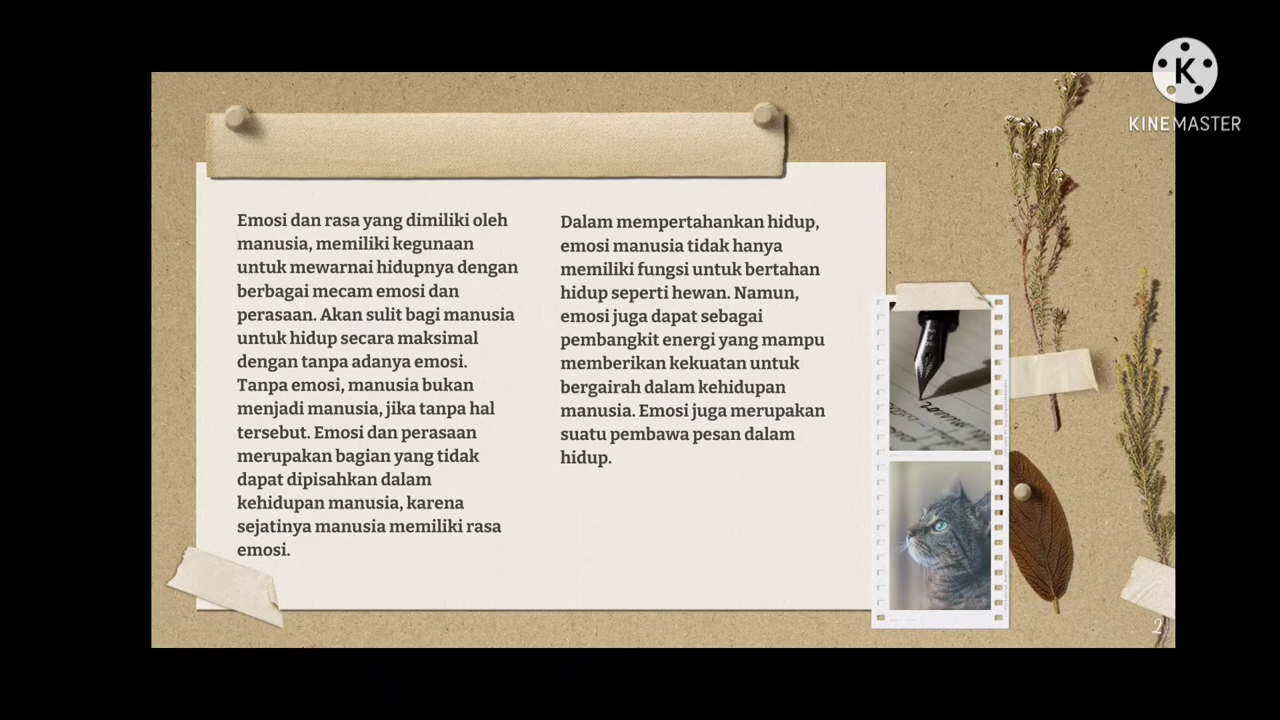 Emosi dan rasa yang dimiliki oleh
manusia, memiliki kegunaan
untuk mewarnai hidupnya dengan
berbagai mecam emosi dan
perasaan. Akan sulit bagi manusia
untuk hidup secara maksimal
dengan tanpa adanya emosi.
Tanpa emosi, manusia bukan
menjadi manusia, jika tanpa hal
tersebut. Emosi dan perasaan
merupakan bagian yang tidak
dapat dipisahkan dalam
kehidupan manusia, karena
sejatinya manusia memiliki rasa
emosi.
Dalam mempertahankan hidup,
emosi manusia tidak hanya
memiliki fungsi untuk bertahan
hidup seperti hewan. Namun,
emosi juga dapat sebagai
pembangkit energi yang mampu
memberikan kekuatan untuk
bergairah dalam kehidupan
manusia. Emosi juga merupakan
suatu pembawa pesan dalam
hidup.
K
KINEMASTER
2